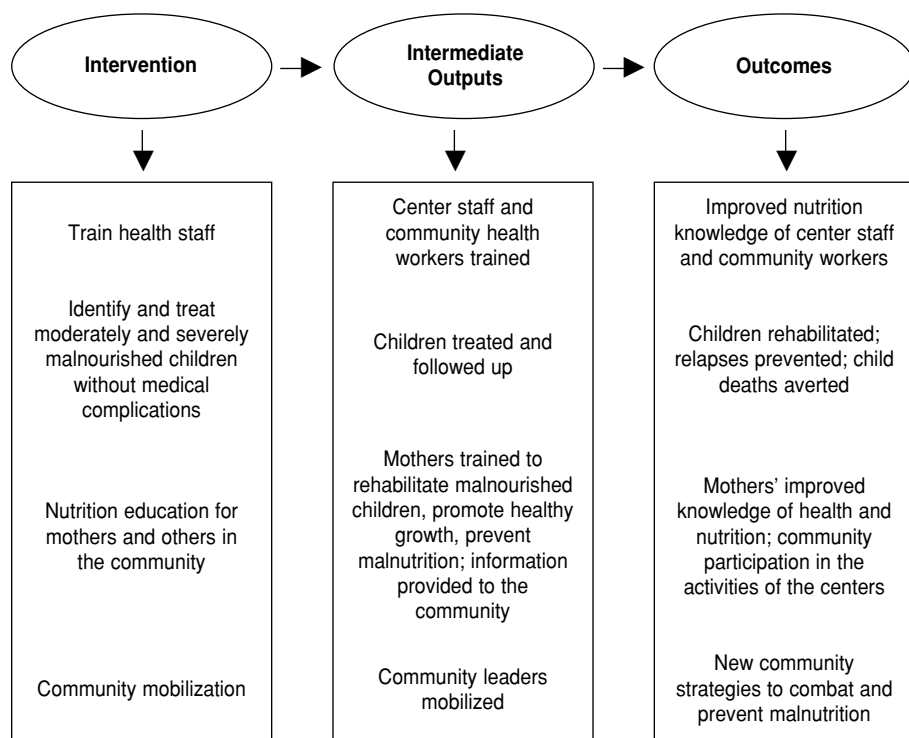 Intervention
Intermediate
Outputs
Outcomes
Train health staff
Identify and treat
moderately and severely
malnourished children
without medical
complications
Nutrition education for
mothers and others in
the community
Community mobilization
Center staff and
community health
workers trained
Children treated and
followed up
Mothers trained to
rehabilitate malnourished
children, promote healthy
growth, prevent
malnutrition; information
provided to the
community
Community leaders
mobilized
Improved nutrition
knowledge of center staff
and community workers
Children rehabilitated;
relapses prevented; child
deaths averted
Mothers’ improved
knowledge of health and
nutrition; community
participation in the
activities of the centers
New community
strategies to combat and
prevent malnutrition